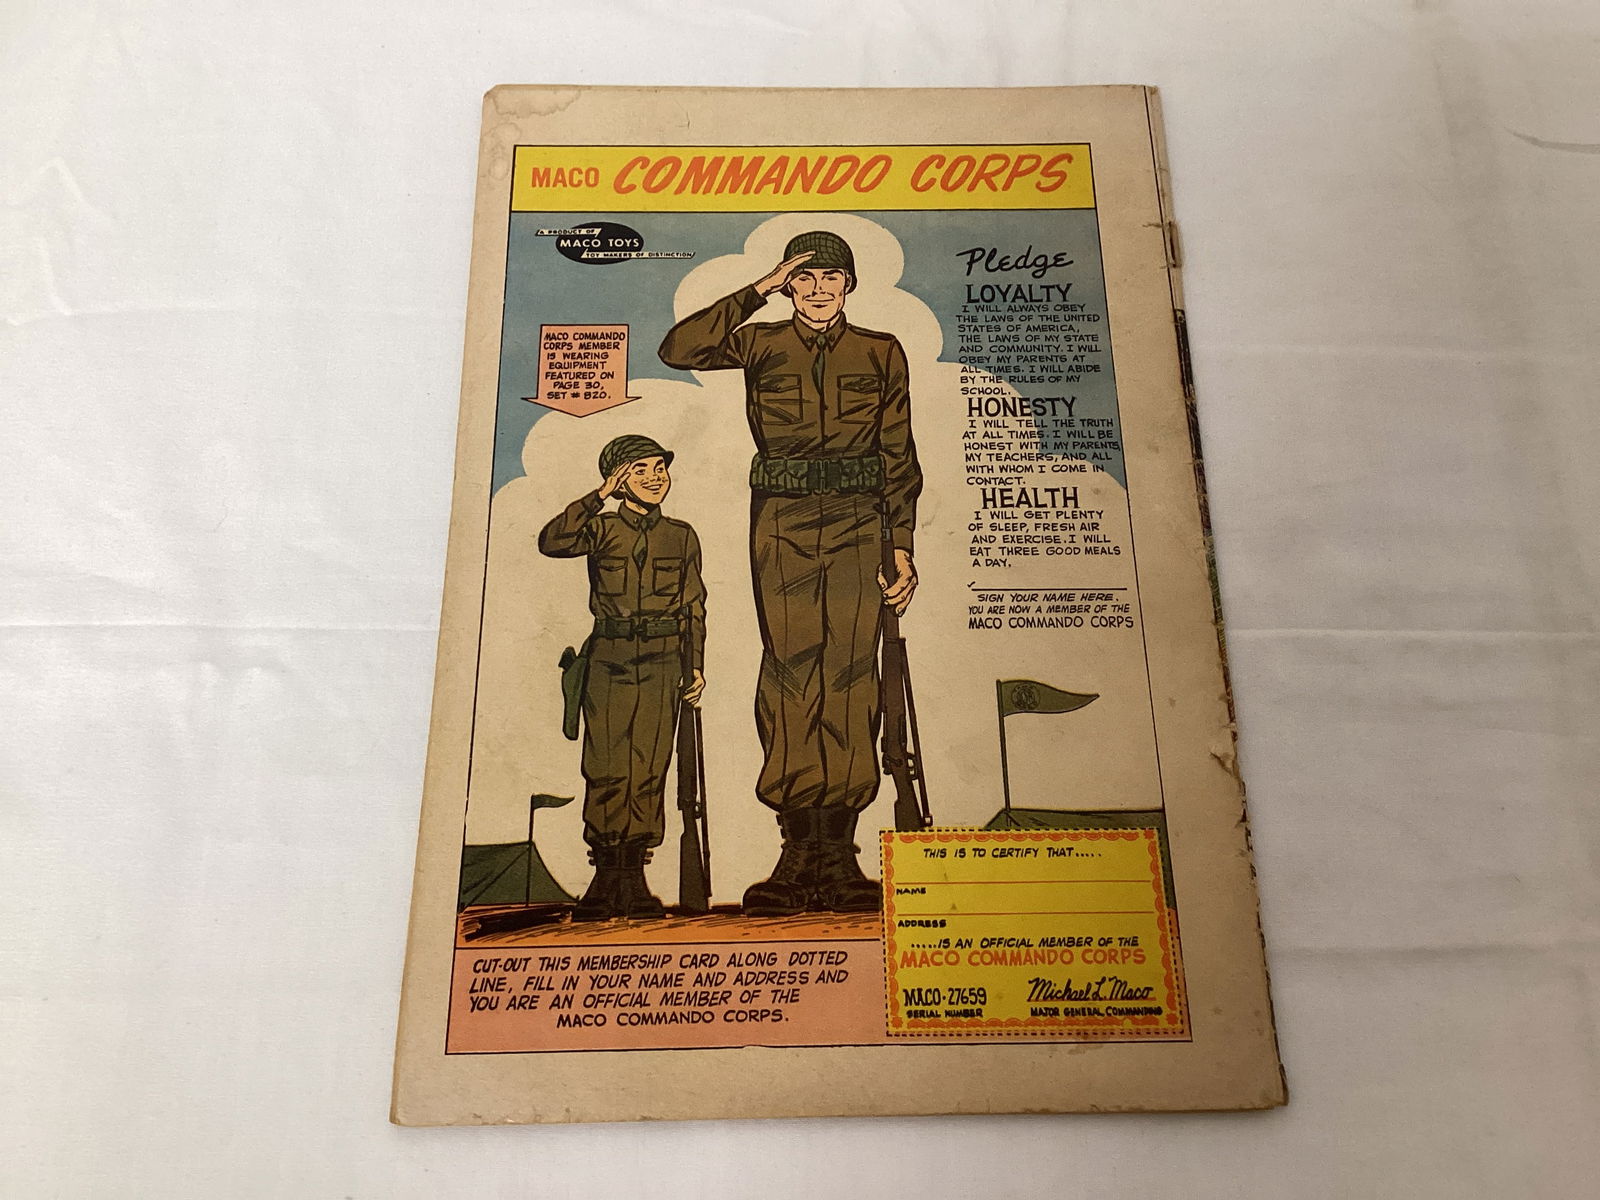 MACO COMMANDO CORPS
A PRODUCT OF
MACO TOYS
TOY MAKERS OF DISTINCTION
MACO COMMANDO
CORPS MEMBER
IS WEARING
EQUIPMENT
FEATURED ON
PAGE 30,
SET # 820.
Pledge
LOYALTY
I WILL ALWAYS OBEY
THE LAWS OF THE UNITED
STATES OF AMERICA,
THE LAWS OF MY STATE
AND COMMUNITY. I WILL
OBEY MY PARENTS AT
ALL TIMES. I WILL ABIDE
BY THE RULES OF MY
SCHOOL.
HONESTY
I WILL TELL THE TRUTH
AT ALL TIMES. I WILL BE
HONEST WITH MY PARENTS,
MY TEACHERS, AND ALL
WITH WHOM I COME IN
CONTACT.
HEALTH
I WILL GET PLENTY
OF SLEEP, FRESH AIR
AND EXERCISE. I WILL
EAT THREE GOOD MEALS
A DAY.
SIGN YOUR NAME HERE.
YOU ARE NOW A MEMBER OF THE
MACO COMMANDO CORPS
CUT-OUT THIS MEMBERSHIP CARD ALONG DOTTED
LINE, FILL IN YOUR NAME AND ADDRESS AND
YOU ARE AN OFFICIAL MEMBER OF THE
MACO COMMANDO CORPS.
THIS IS TO CERTIFY THAT.....
NAME
ADDRESS
.....IS AN OFFICIAL MEMBER OF THE
MACO COMMANDO CORPS
MACO-27659
SERIAL NUMBER
Michael L. Maco
MAJOR GENERAL COMMANDING